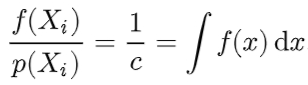 f(X_i)/p(X_i) = 1/c = ∫ f(x) dx